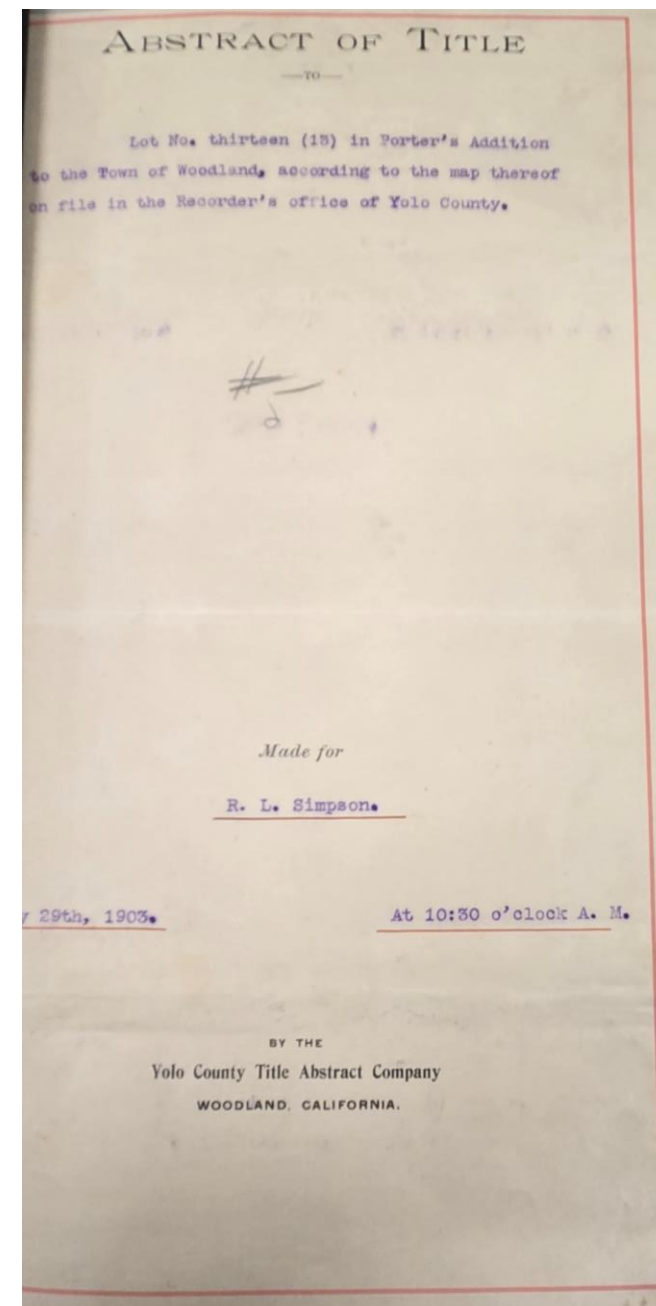 ABSTRACT OF TITLE
—TO—
Lot No. thirteen (13) in Porter's Addition
to the Town of Woodland, according to the map thereof
on file in the Recorder's office of Yolo County.
Made for
R. L. Simpson.
29th, 1903.
At 10:30 o'clock A. M.
BY THE
Yolo County Title Abstract Company
WOODLAND, CALIFORNIA.